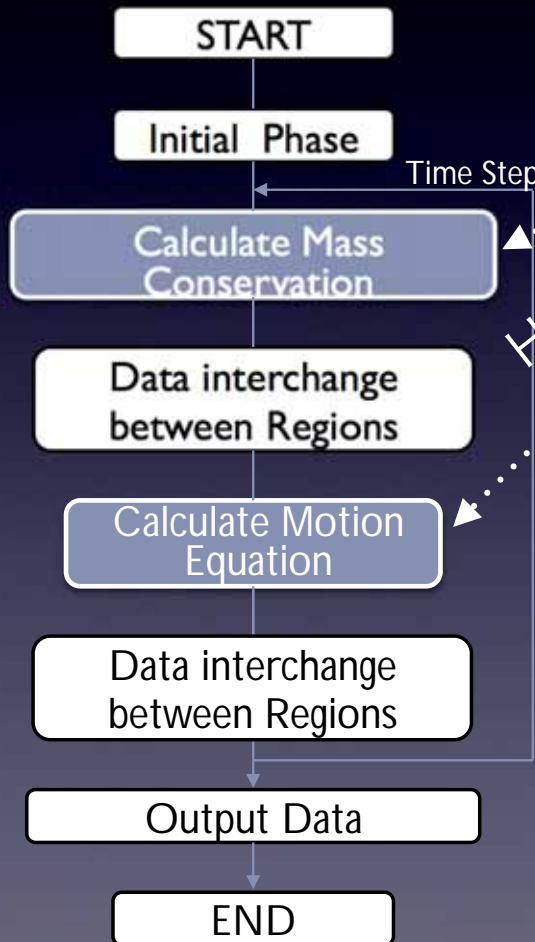 START
Initial Phase
Time Step
Calculate Mass
Conservation
Data interchange
between Regions
Calculate Motion
Equation
Data interchange
between Regions
Output Data
END